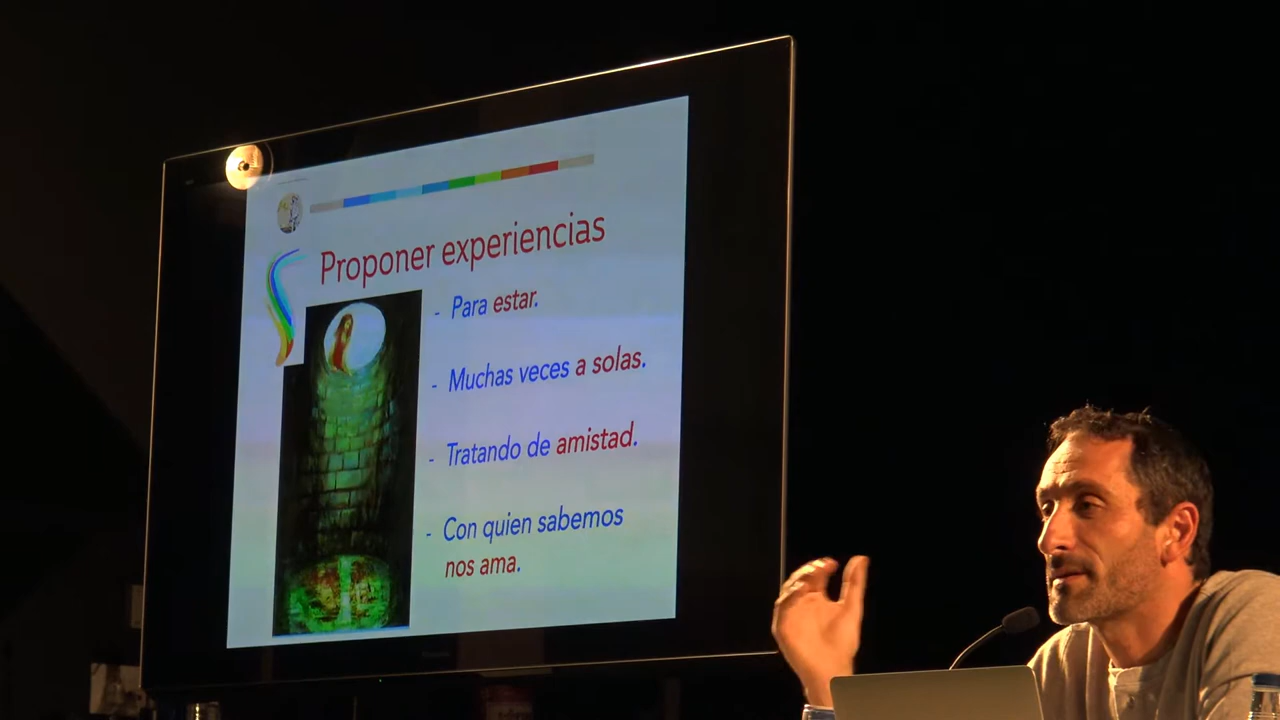 Proponer experiencias
- Para estar.
- Muchas veces a solas.
- Tratando de amistad.
- Con quien sabemos
nos ama.